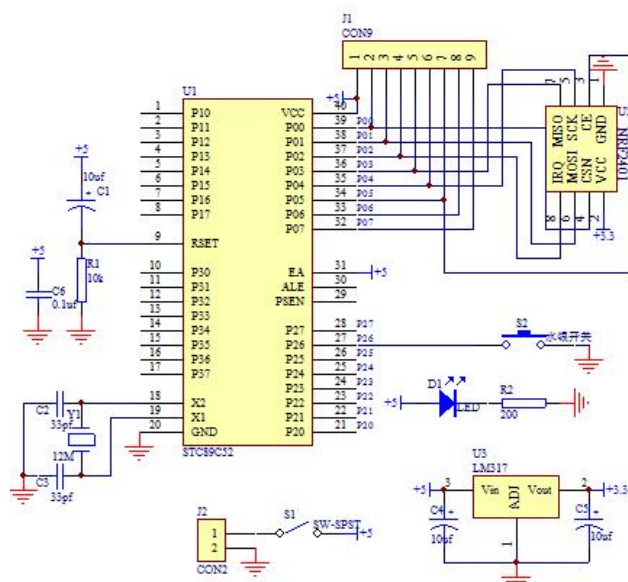 J1
CON9
1 2 3 4 5 6 7 8 9
+5
U1
1 P10
2 P11
3 P12
4 P13
5 P14
6 P15
7 P16
8 P17
9 RSET
10 P30
11 P31
12 P32
13 P33
14 P34
15 P35
16 P36
17 P37
18 X2
19 X1
20 GND
VCC 40
P00 39 P00
P01 38 P01
P02 37 P02
P03 36 P03
P04 35 P04
P05 34 P05
P06 33 P06
P07 32 P07
EA 31 +5
ALE 30
PSEN 29
P27 28 P27
P26 27 P26
P25 26 P25
P24 25 P24
P23 24 P23
P22 23 P22
P21 22 P21
P20 21 P20
STC89C52
7 5 3 1
MISO SCK CE GND
IRQ MOSI CSN VCC
8 6 4 2
NRF2401
+3.3
+5
10uf
C1
R1
10k
+5
C6
0.1uf
C2
33pf
Y1
12M
C3
33pf
S2
水银开关
+5
D1
LED
R2
200
U3
LM317
+5 3 Vin ADJ Vout 2 +3.3
1
C4
10uf
C5
10uf
J2
1
2
CON2
S1
SW-SPST
+5